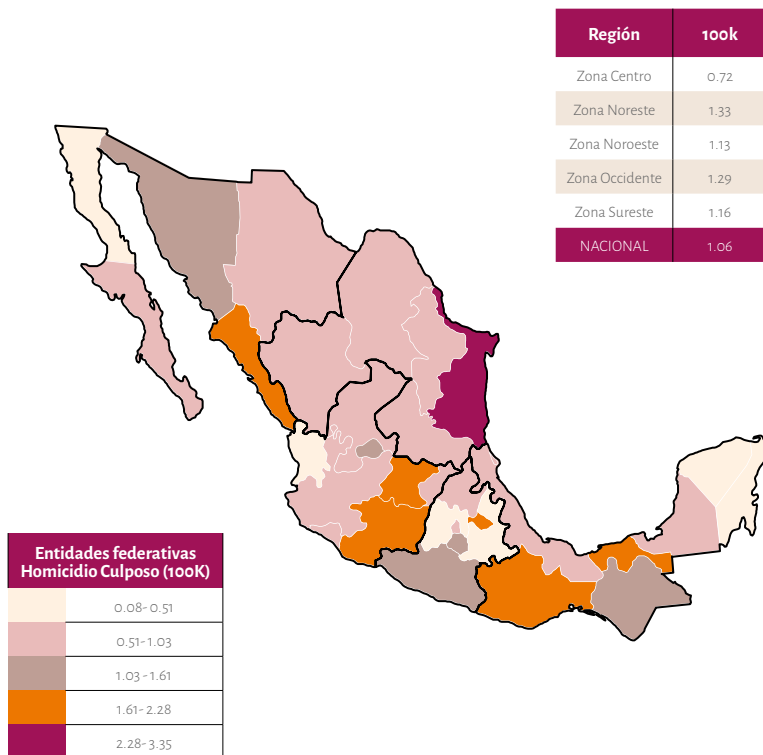 Región 100k
Zona Centro 0.72
Zona Noreste 1.33
Zona Noroeste 1.13
Zona Occidente 1.29
Zona Sureste 1.16
NACIONAL 1.06
Entidades federativas
Homicidio Culposo (100K)
0.08-0.51
0.51-1.03
1.03-1.61
1.61-2.28
2.28-3.35